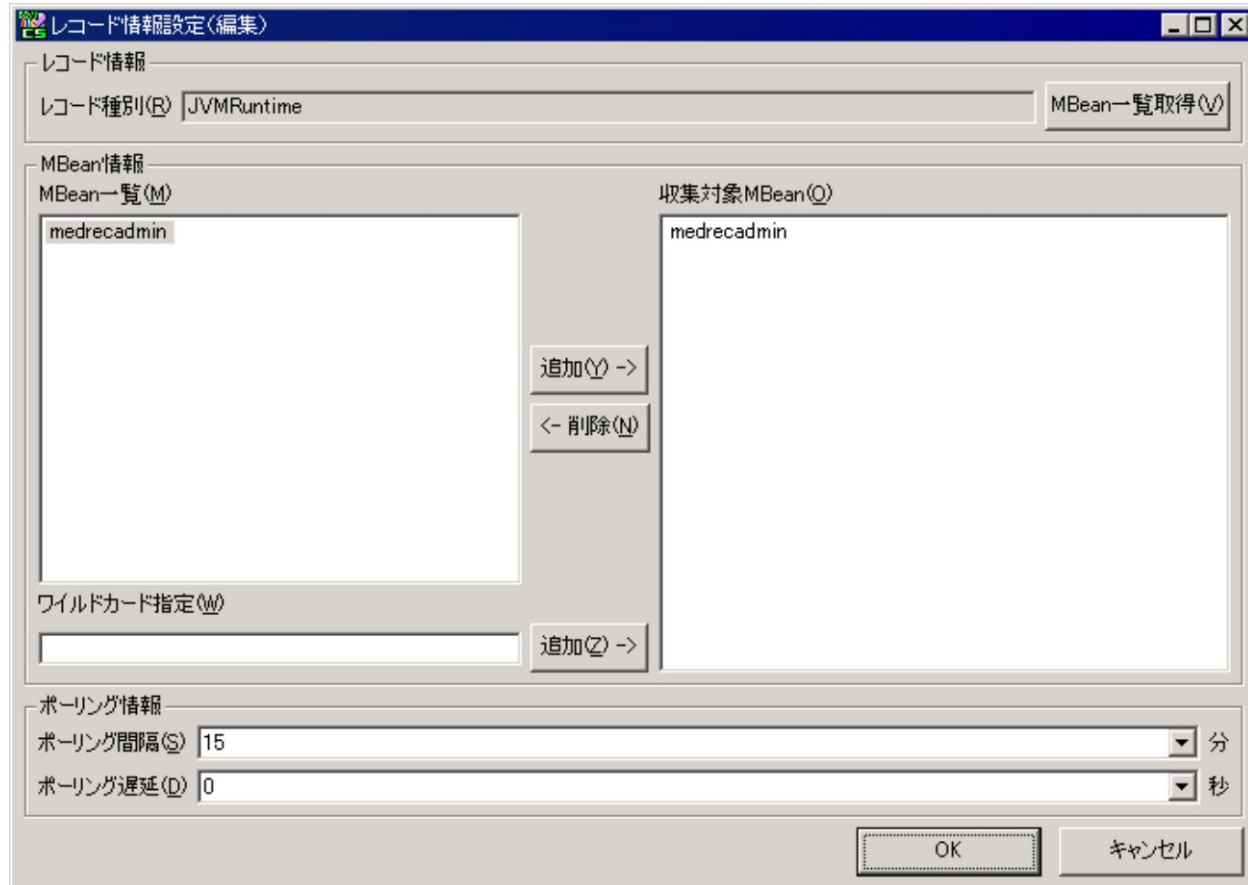 レコード情報設定(編集)
レコード情報
レコード種別(R) JVMRuntime MBean一覧取得(V)
MBean情報
MBean一覧(M) 収集対象MBean(O)
medrecadmin medrecadmin
追加(Y) ->
<- 削除(N)
ワイルドカード指定(W)
追加(Z) ->
ポーリング情報
ポーリング間隔(S) 15 分
ポーリング遅延(D) 0 秒
OK キャンセル